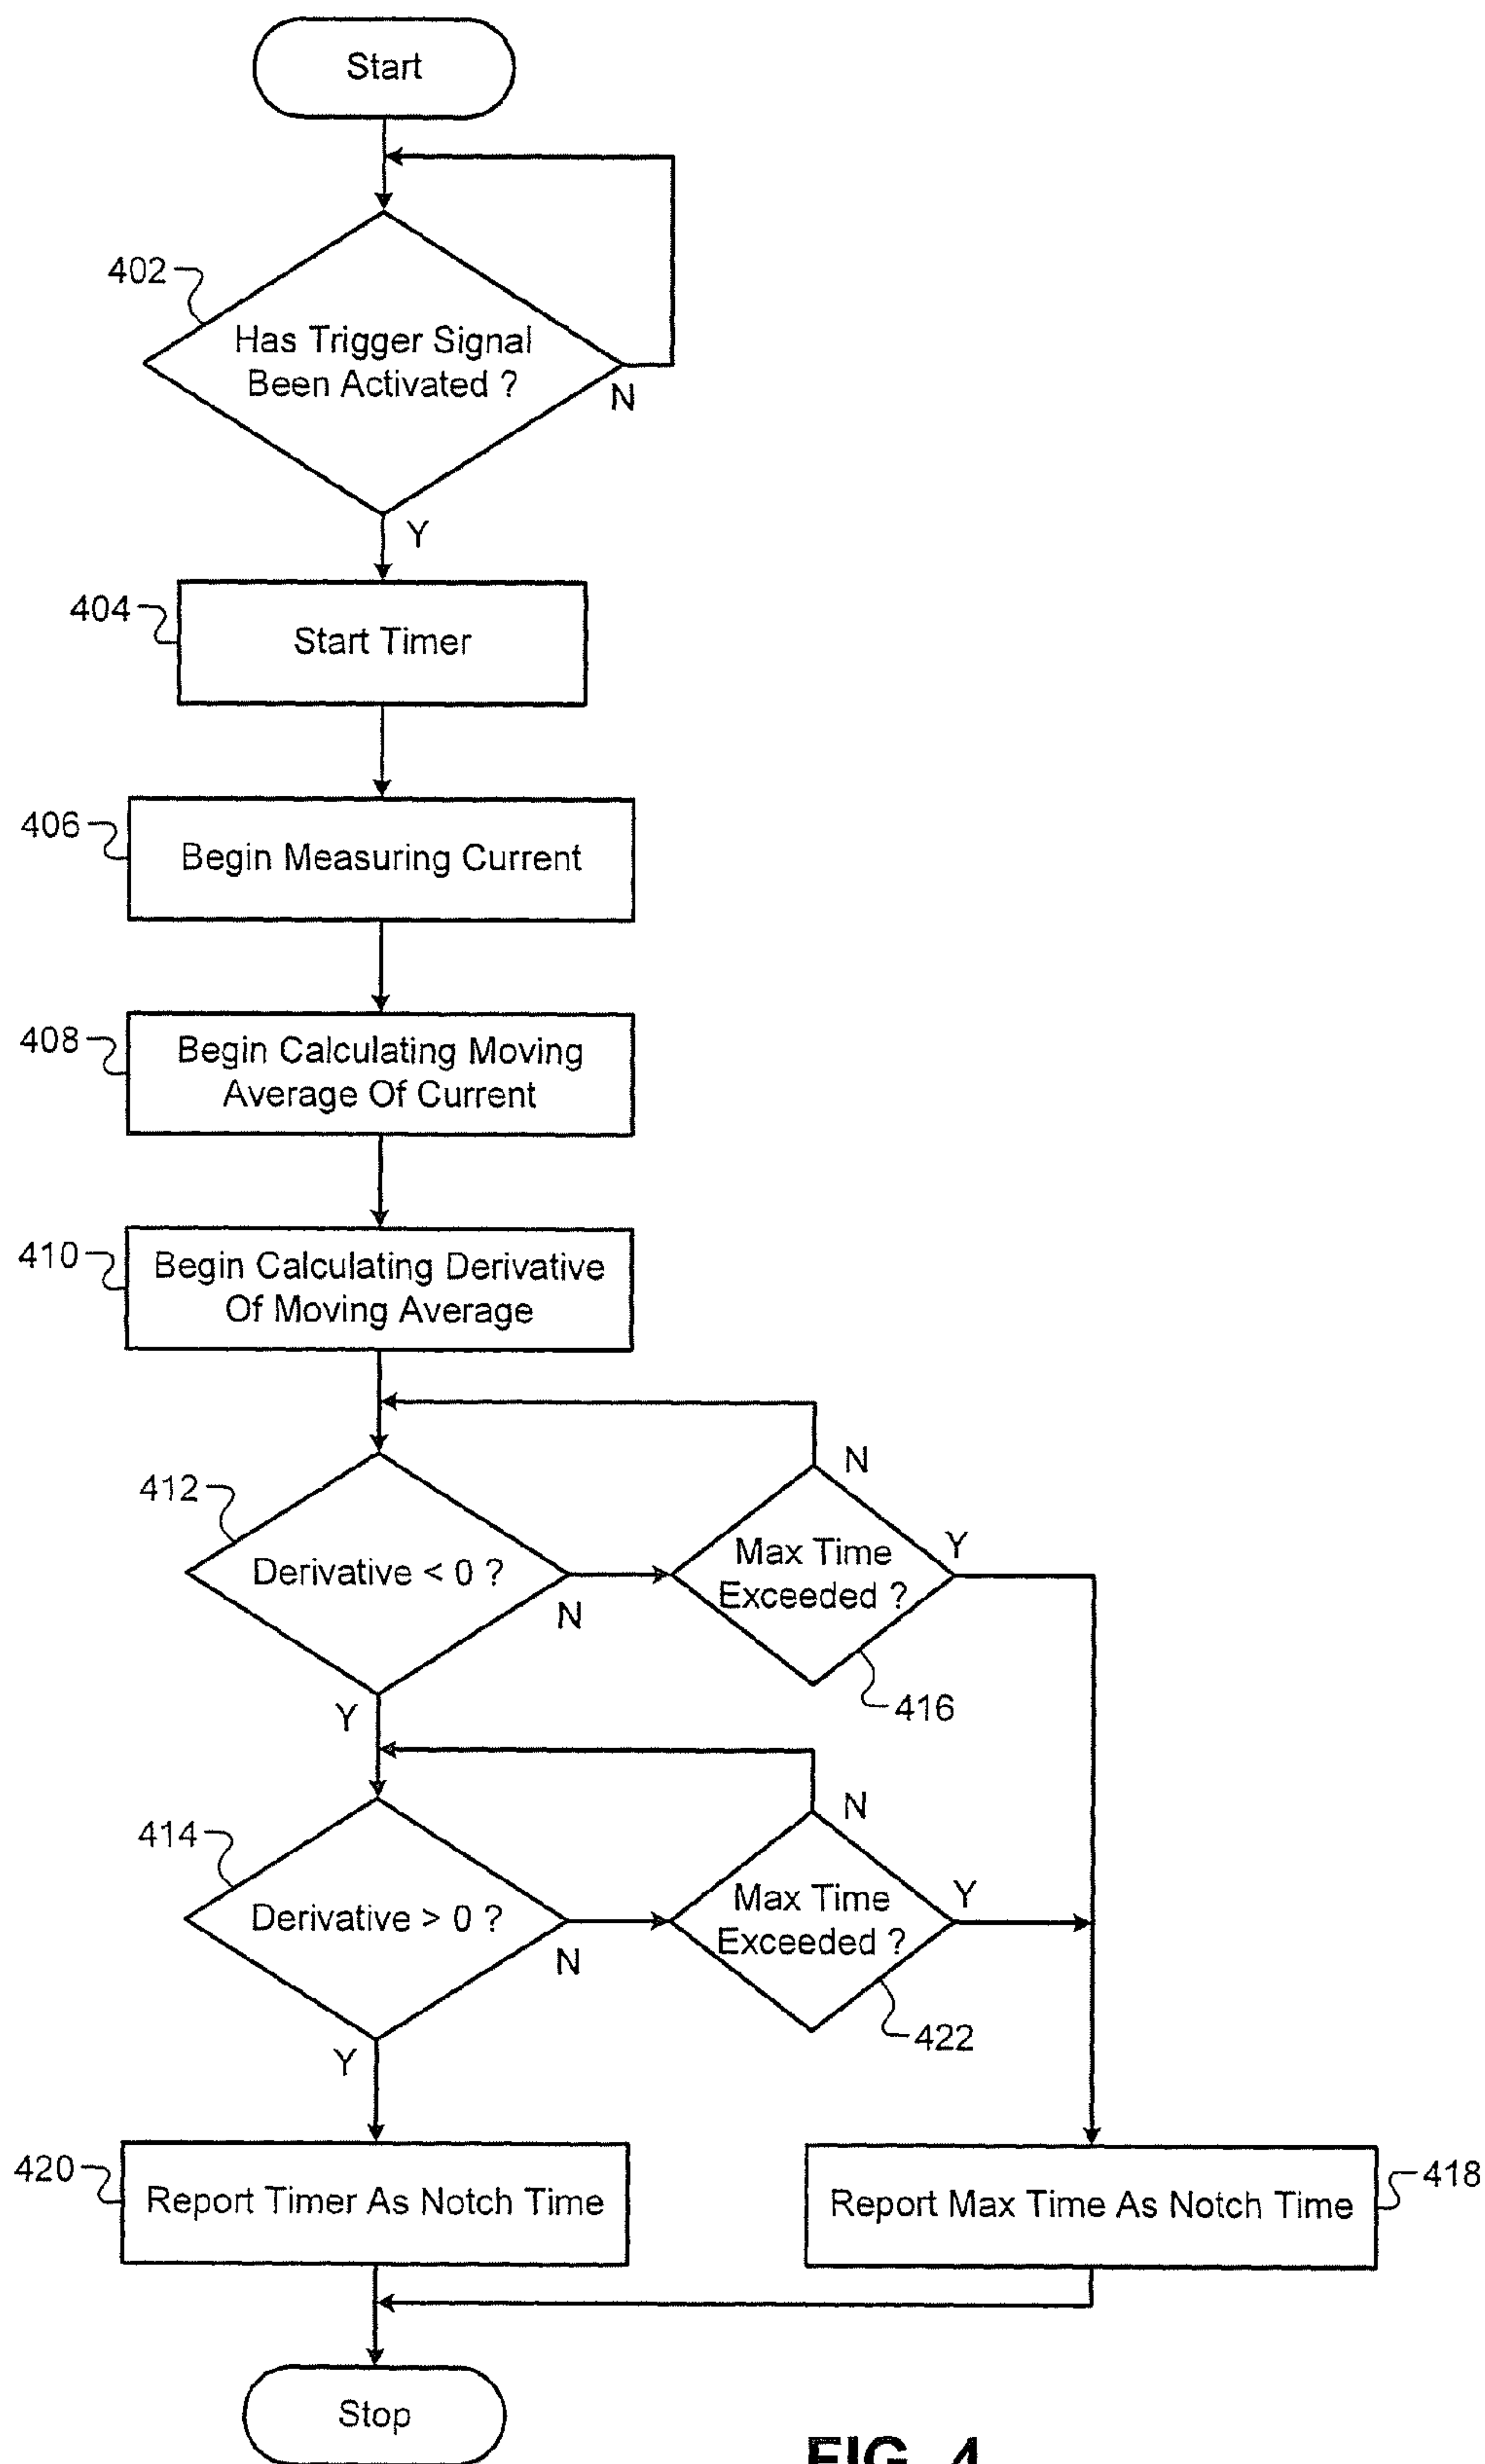 Start
402
Has Trigger Signal
Been Activated ?
N
Y
404
Start Timer
406
Begin Measuring Current
408
Begin Calculating Moving
Average Of Current
410
Begin Calculating Derivative
Of Moving Average
412
Derivative < 0 ?
N
Y
N
Max Time
Exceeded ?
Y
416
414
Derivative > 0 ?
N
Y
N
Max Time
Exceeded ?
Y
422
420
Report Timer As Notch Time
Report Max Time As Notch Time
418
Stop
FIG. 4